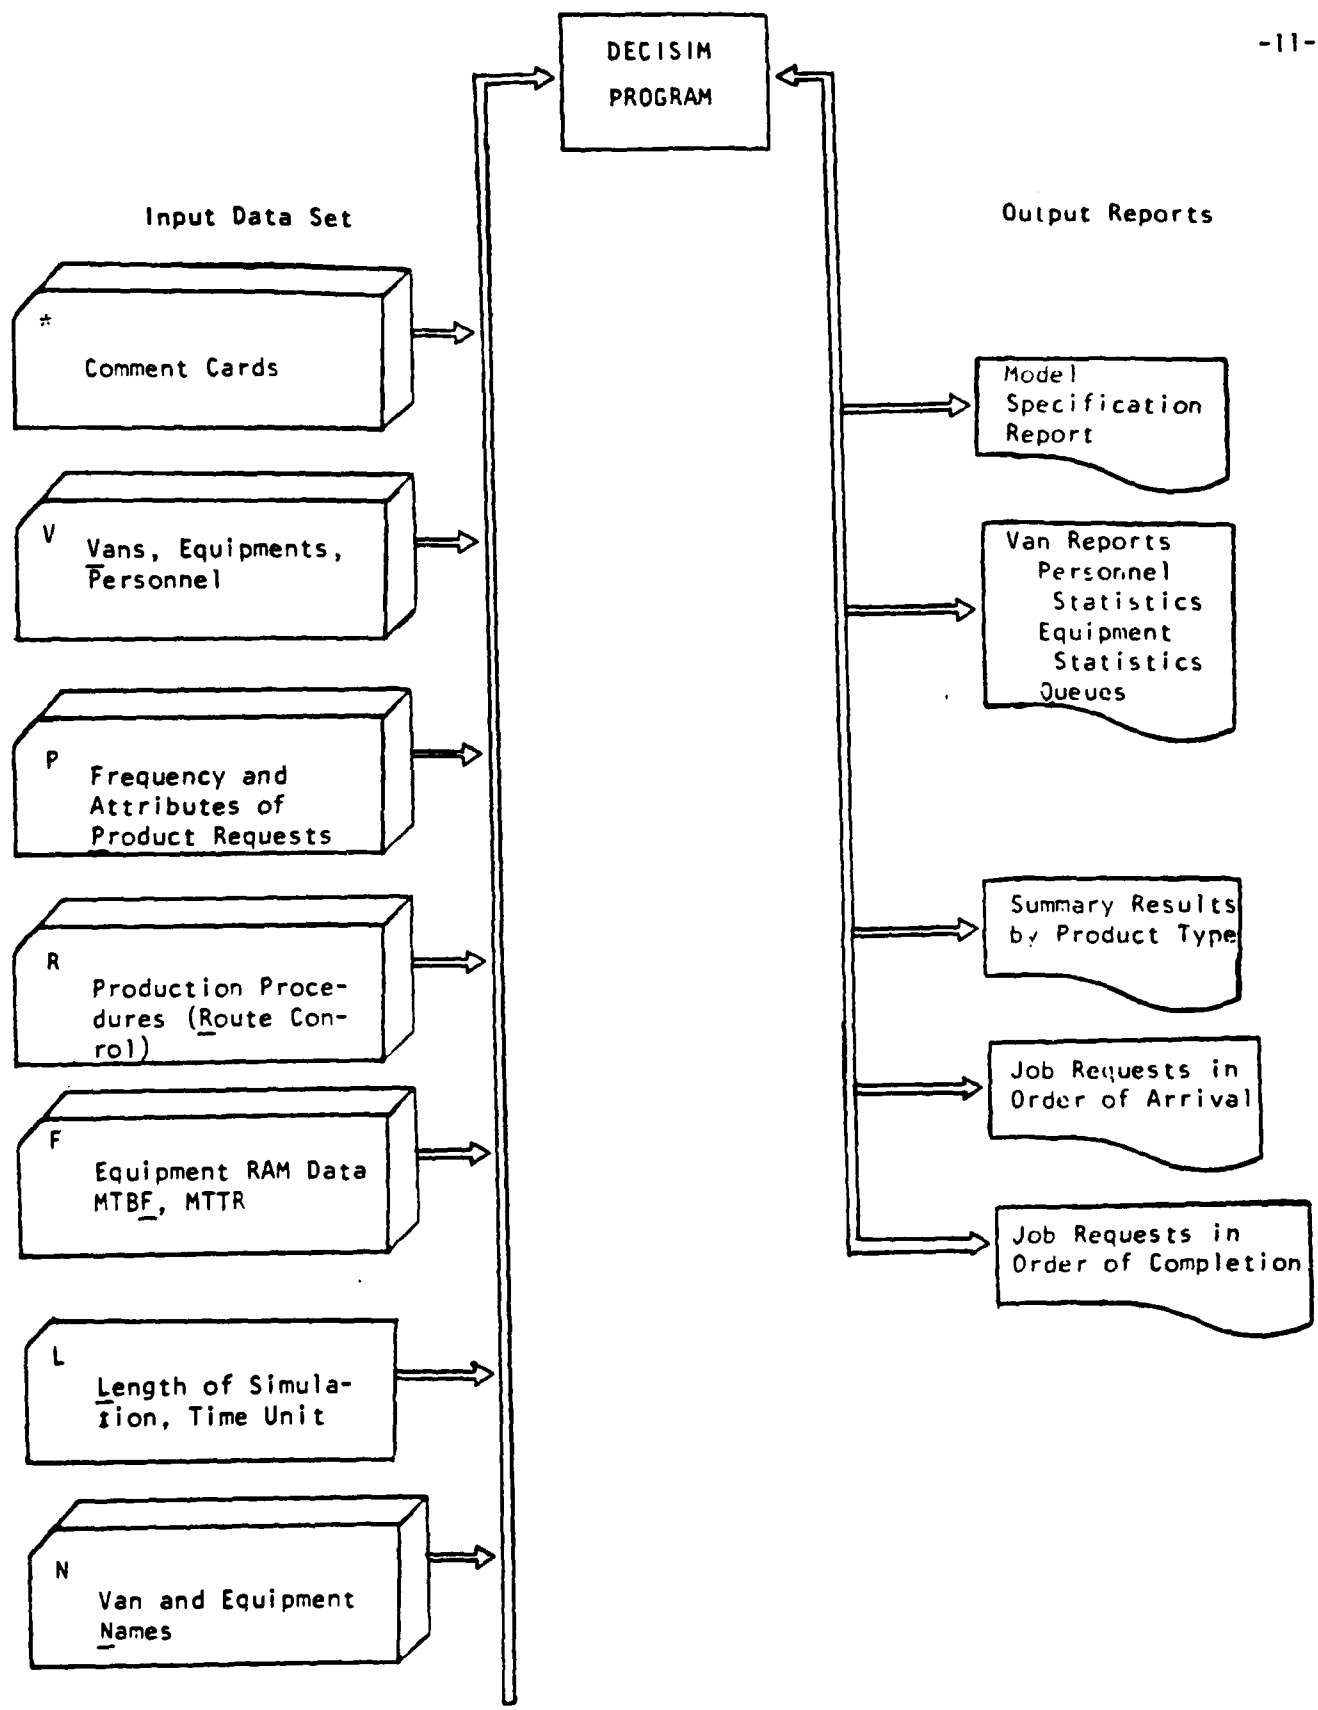 -11-
DECISIM
PROGRAM
Input Data Set
*
Comment Cards
V
Vans, Equipments,
Personnel
P
Frequency and
Attributes of
Product Requests
R
Production Proce-
dures (Route Con-
rol)
F
Equipment RAM Data
MTBF, MTTR
L
Length of Simula-
tion, Time Unit
N
Van and Equipment
Names
Output Reports
Model
Specification
Report
Van Reports
Personnel
Statistics
Equipment
Statistics
Queues
Summary Results
by Product Type
Job Requests in
Order of Arrival
Job Requests in
Order of Completion